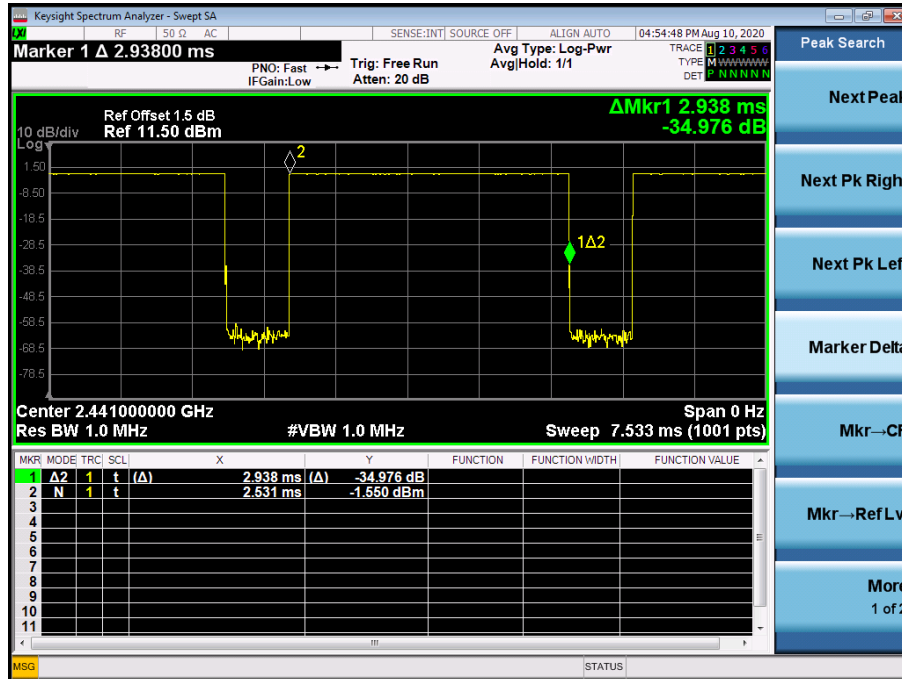 Keysight Spectrum Analyzer - Swept SA
LXI RF 50 Ω AC SENSE:INT SOURCE OFF ALIGN AUTO 04:54:48 PM Aug 10, 2020
Marker 1 Δ 2.93800 ms
PNO: Fast
IFGain:Low
Trig: Free Run
Atten: 20 dB
Avg Type: Log-Pwr
Avg|Hold: 1/1
TRACE 1 2 3 4 5 6
TYPE M WWWWW
DET P N N N N N
Peak Search
Ref Offset 1.5 dB
10 dB/div Ref 11.50 dBm
Log
ΔMkr1 2.938 ms
-34.976 dB
1.50
-8.50
-18.5
-28.5
-38.5
-48.5
-58.5
-68.5
-78.5
2
1Δ2
Center 2.441000000 GHz Span 0 Hz
Res BW 1.0 MHz #VBW 1.0 MHz Sweep 7.533 ms (1001 pts)
MKR MODE TRC SCL X Y FUNCTION FUNCTION WIDTH FUNCTION VALUE
1 Δ2 1 t (Δ) 2.938 ms (Δ) -34.976 dB
2 N 1 t 2.531 ms -1.550 dBm
3
4
5
6
7
8
9
10
11
Next Peak
Next Pk Righ
Next Pk Lef
Marker Delta
Mkr→CF
Mkr→Ref Lv
More
1 of 2
MSG STATUS